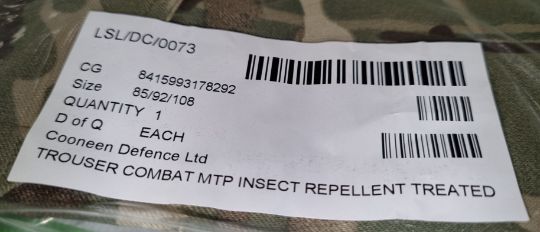 LSL/DC/0073
CG 8415993178292
Size 85/92/108
QUANTITY 1
D of Q EACH
Cooneen Defence Ltd
TROUSER COMBAT MTP INSECT REPELLENT TREATED